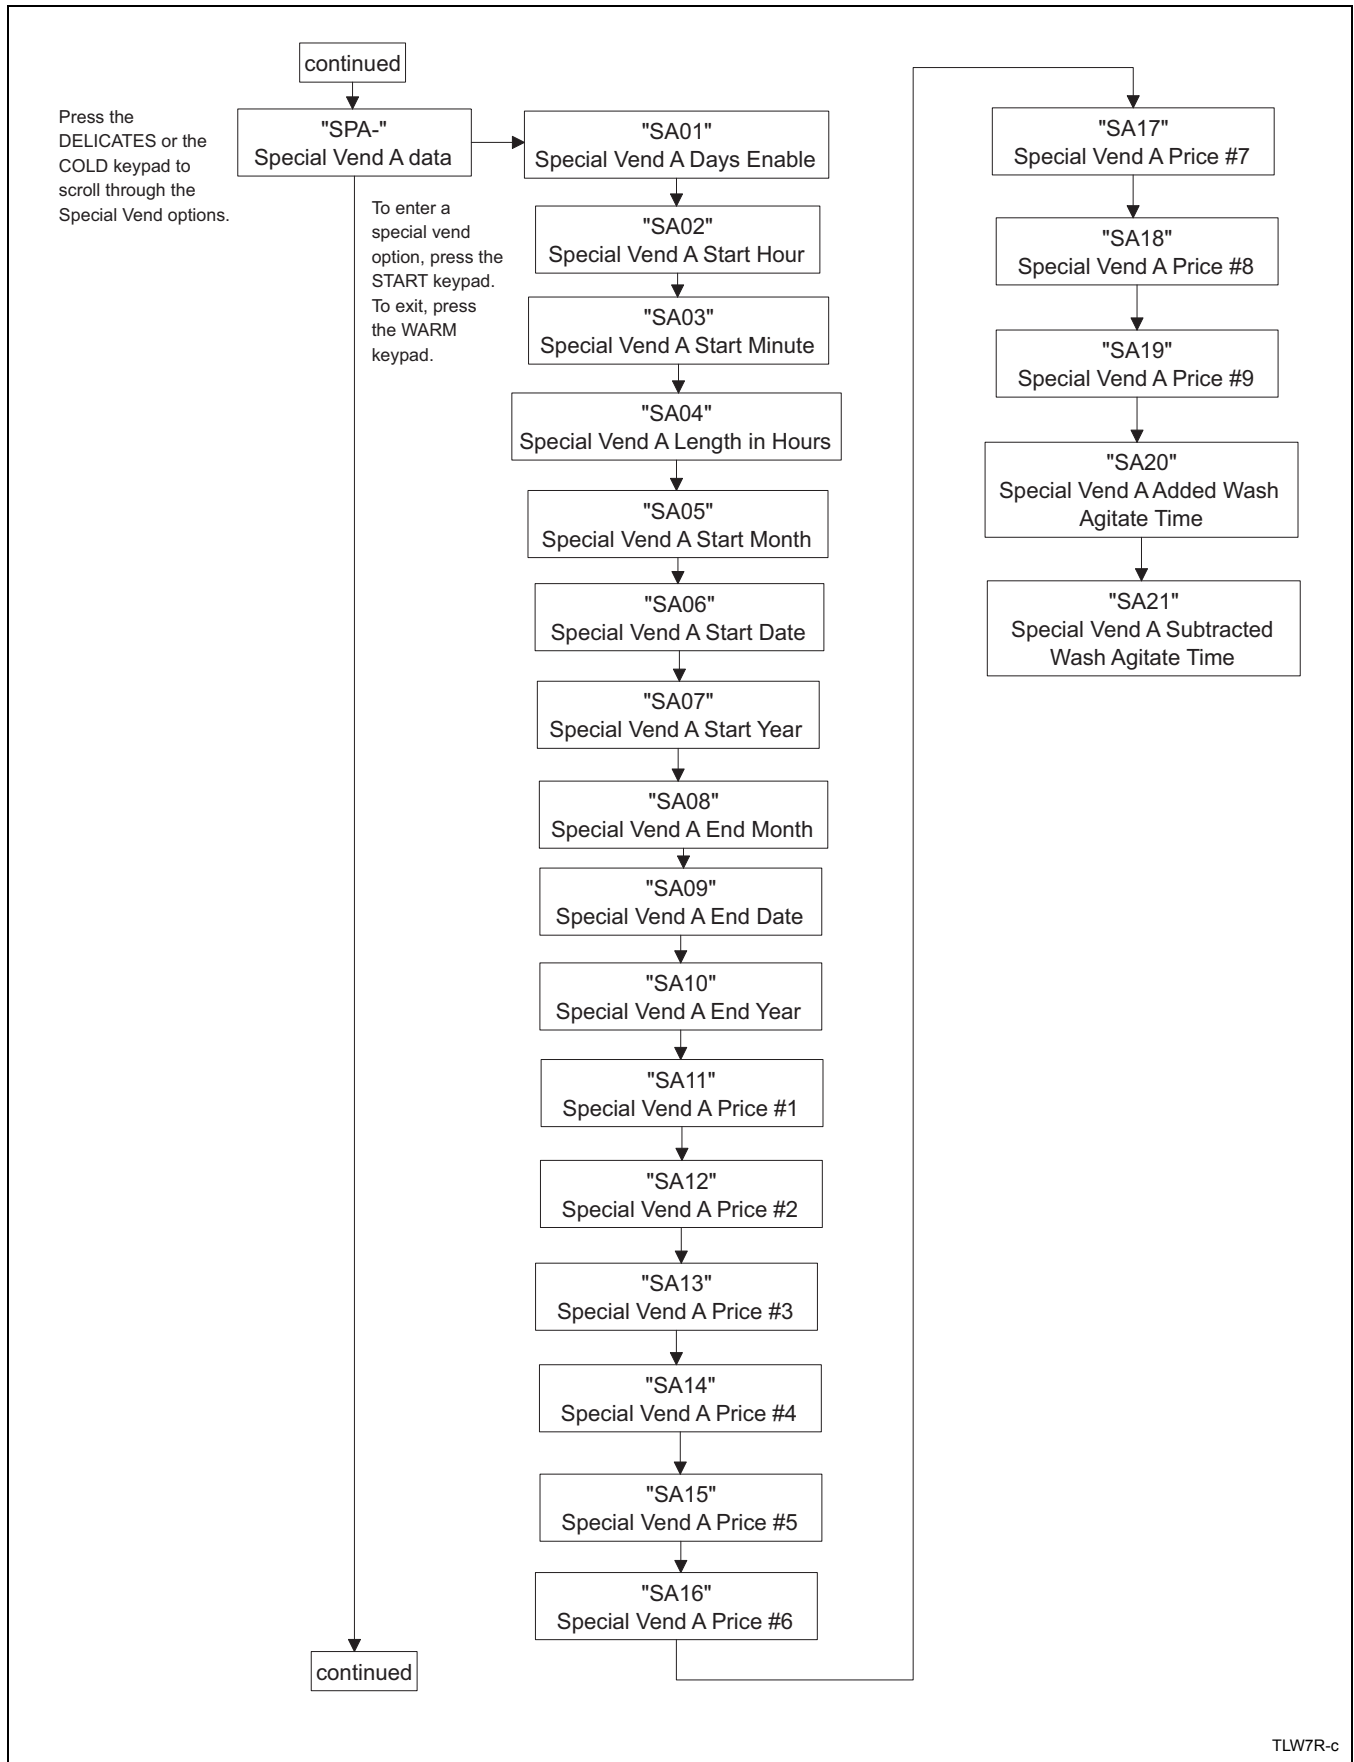 continued
Press the
DELICATES or the
COLD keypad to
scroll through the
Special Vend options.
"SPA-"
Special Vend A data
To enter a
special vend
option, press the
START keypad.
To exit, press
the WARM
keypad.
continued
"SA01"
Special Vend A Days Enable
"SA02"
Special Vend A Start Hour
"SA03"
Special Vend A Start Minute
"SA04"
Special Vend A Length in Hours
"SA05"
Special Vend A Start Month
"SA06"
Special Vend A Start Date
"SA07"
Special Vend A Start Year
"SA08"
Special Vend A End Month
"SA09"
Special Vend A End Date
"SA10"
Special Vend A End Year
"SA11"
Special Vend A Price #1
"SA12"
Special Vend A Price #2
"SA13"
Special Vend A Price #3
"SA14"
Special Vend A Price #4
"SA15"
Special Vend A Price #5
"SA16"
Special Vend A Price #6
"SA17"
Special Vend A Price #7
"SA18"
Special Vend A Price #8
"SA19"
Special Vend A Price #9
"SA20"
Special Vend A Added Wash
Agitate Time
"SA21"
Special Vend A Subtracted
Wash Agitate Time
TLW7R-c